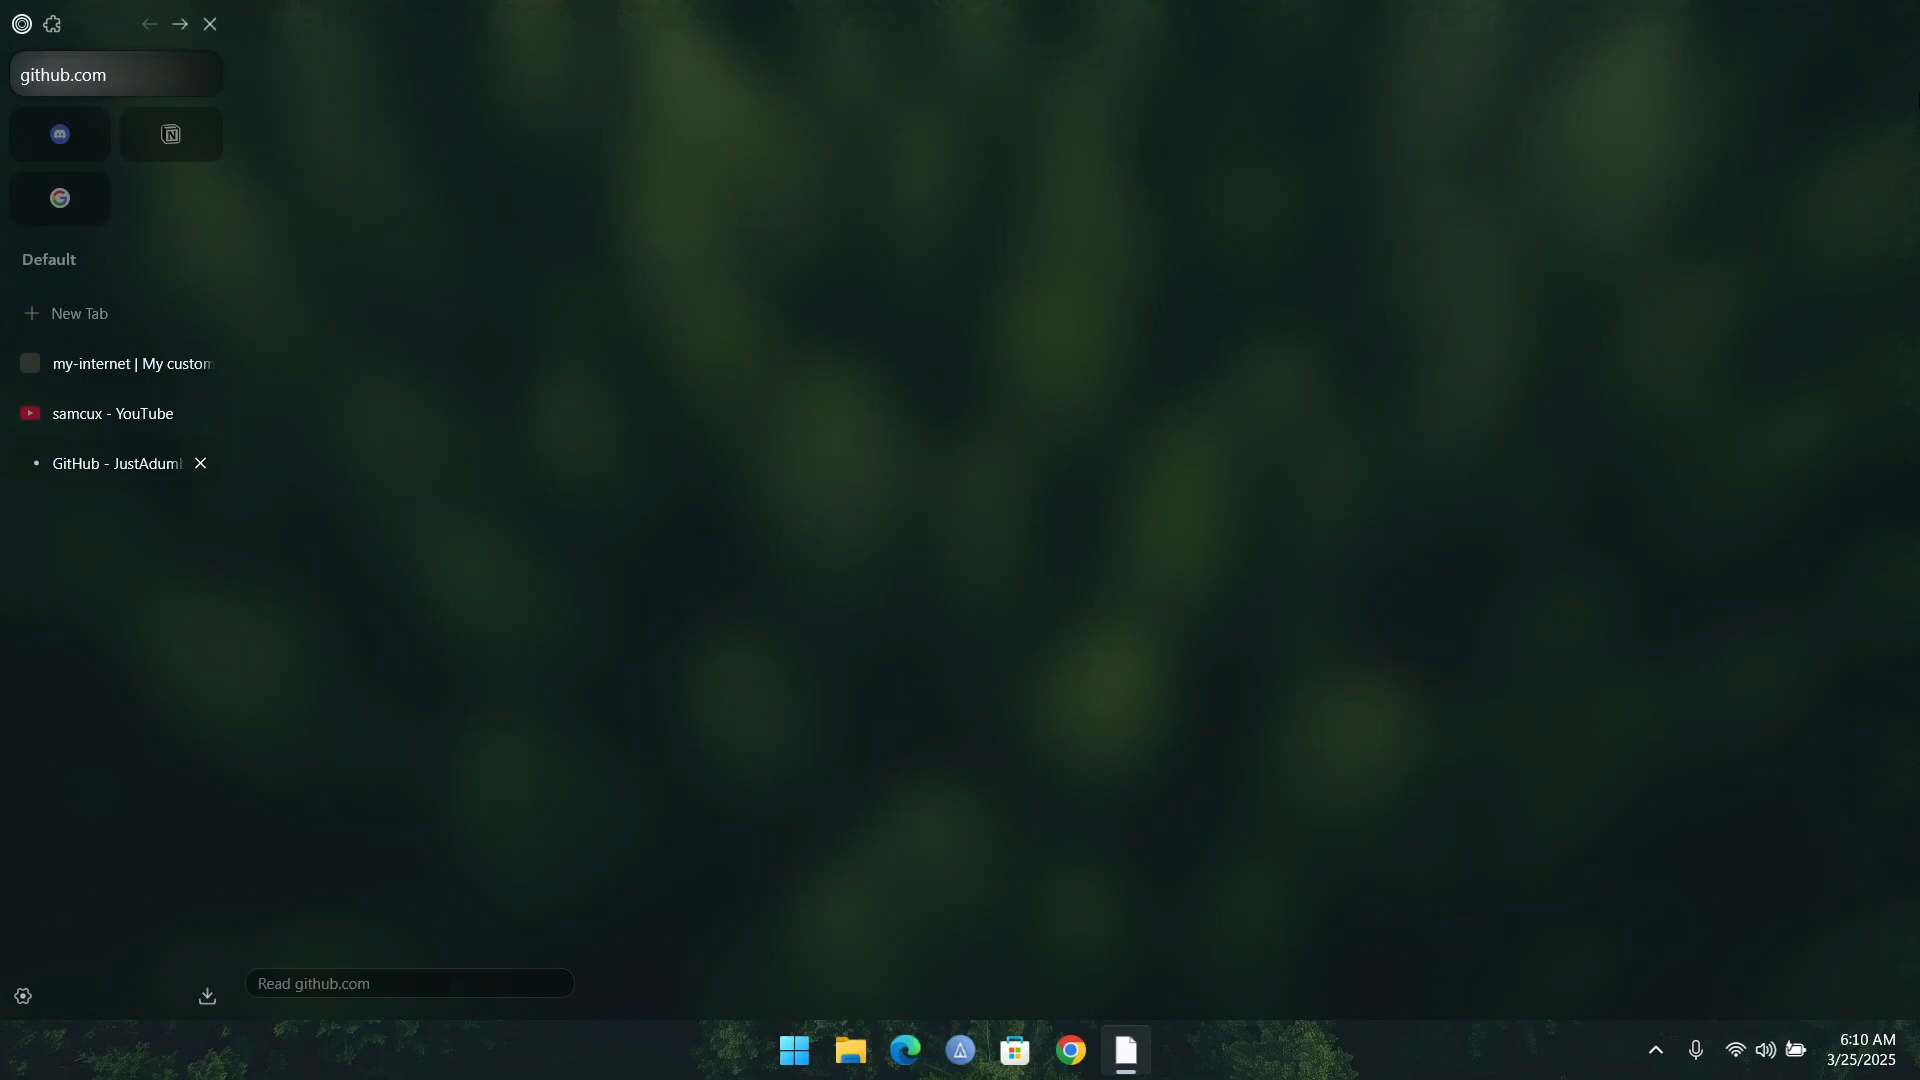 github.com
Default
New Tab
my-internet | My custom
samcux - YouTube
GitHub - JustAdum
Read github.com
6:10 AM
3/25/2025